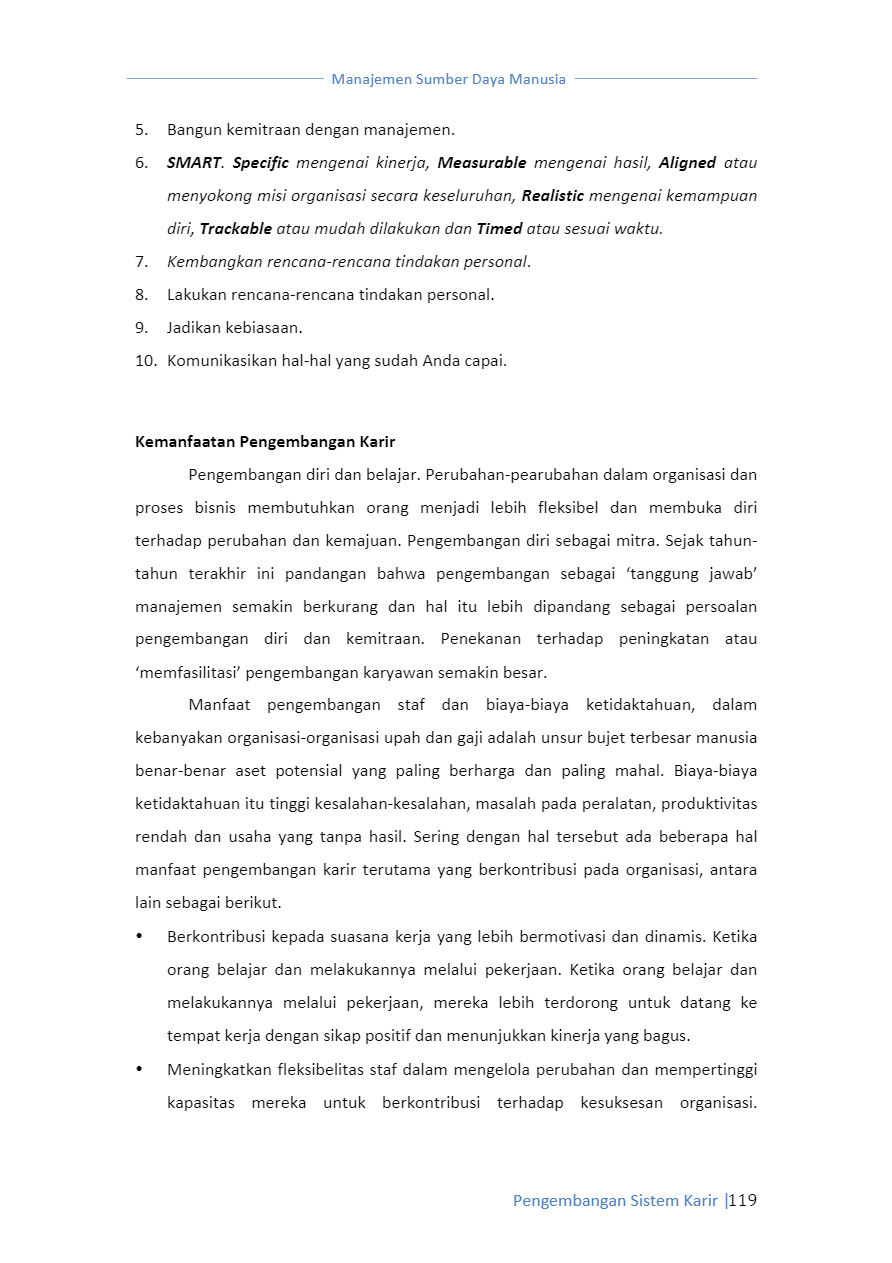 Manajemen Sumber Daya Manusia
5. Bangun kemitraan dengan manajemen.
6. SMART. Specific mengenai kinerja, Measurable mengenai hasil, Aligned atau
menyokong misi organisasi secara keseluruhan, Realistic mengenai kemampuan
diri, Trackable atau mudah dilakukan dan Timed atau sesuai waktu.
7. Kembangkan rencana-rencana tindakan personal.
8. Lakukan rencana-rencana tindakan personal.
9. Jadikan kebiasaan.
10. Komunikasikan hal-hal yang sudah Anda capai.
Kemanfaatan Pengembangan Karir
Pengembangan diri dan belajar. Perubahan-pearubahan dalam organisasi dan
proses bisnis membutuhkan orang menjadi lebih fleksibel dan membuka diri
terhadap perubahan dan kemajuan. Pengembangan diri sebagai mitra. Sejak tahun-
tahun terakhir ini pandangan bahwa pengembangan sebagai ‘tanggung jawab’
manajemen semakin berkurang dan hal itu lebih dipandang sebagai persoalan
pengembangan diri dan kemitraan. Penekanan terhadap peningkatan atau
‘memfasilitasi’ pengembangan karyawan semakin besar.
Manfaat pengembangan staf dan biaya-biaya ketidaktahuan, dalam
kebanyakan organisasi-organisasi upah dan gaji adalah unsur bujet terbesar manusia
benar-benar aset potensial yang paling berharga dan paling mahal. Biaya-biaya
ketidaktahuan itu tinggi kesalahan-kesalahan, masalah pada peralatan, produktivitas
rendah dan usaha yang tanpa hasil. Sering dengan hal tersebut ada beberapa hal
manfaat pengembangan karir terutama yang berkontribusi pada organisasi, antara
lain sebagai berikut.
• Berkontribusi kepada suasana kerja yang lebih bermotivasi dan dinamis. Ketika
orang belajar dan melakukannya melalui pekerjaan. Ketika orang belajar dan
melakukannya melalui pekerjaan, mereka lebih terdorong untuk datang ke
tempat kerja dengan sikap positif dan menunjukkan kinerja yang bagus.
• Meningkatkan fleksibelitas staf dalam mengelola perubahan dan mempertinggi
kapasitas mereka untuk berkontribusi terhadap kesuksesan organisasi.
Pengembangan Sistem Karir |119